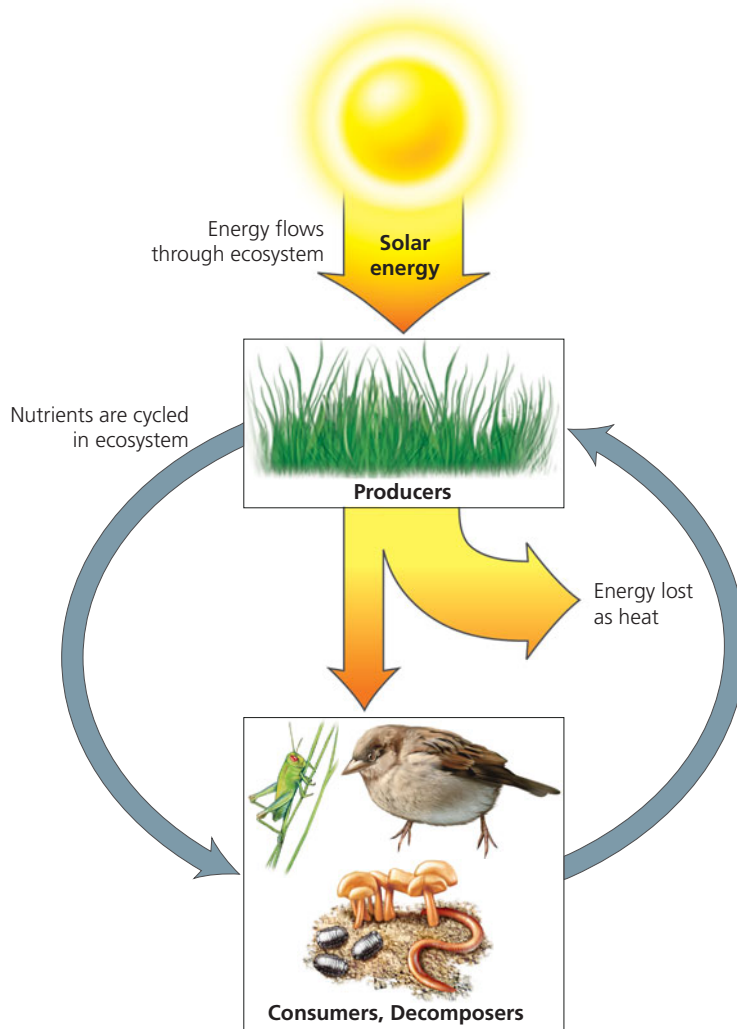 Energy flows
through ecosystem
Solar
energy
Nutrients are cycled
in ecosystem
Producers
Energy lost
as heat
Consumers, Decomposers